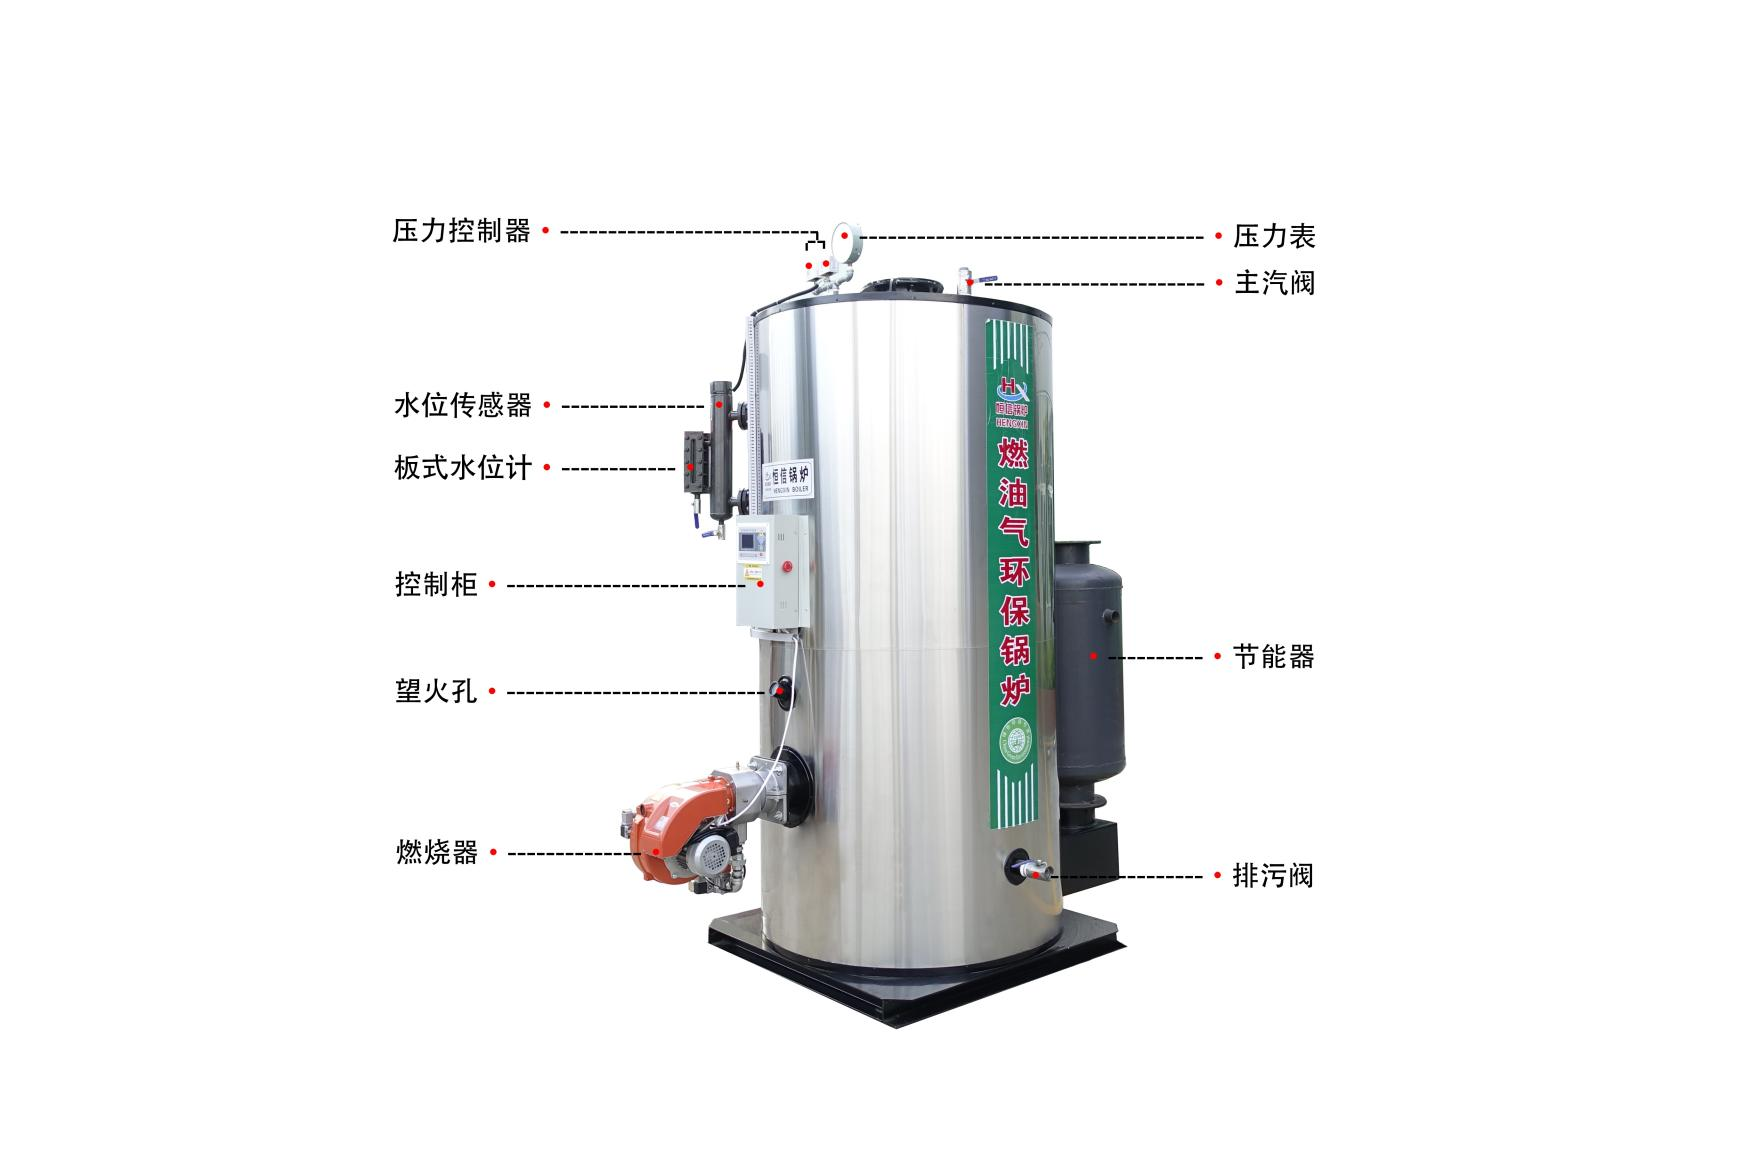 压力控制器
压力表
主汽阀
水位传感器
板式水位计
控制柜
望火孔
燃烧器
节能器
排污阀
恒信锅炉
HENGXIN BOILER
HX
恒信锅炉
HENGXIN
燃油气环保锅炉